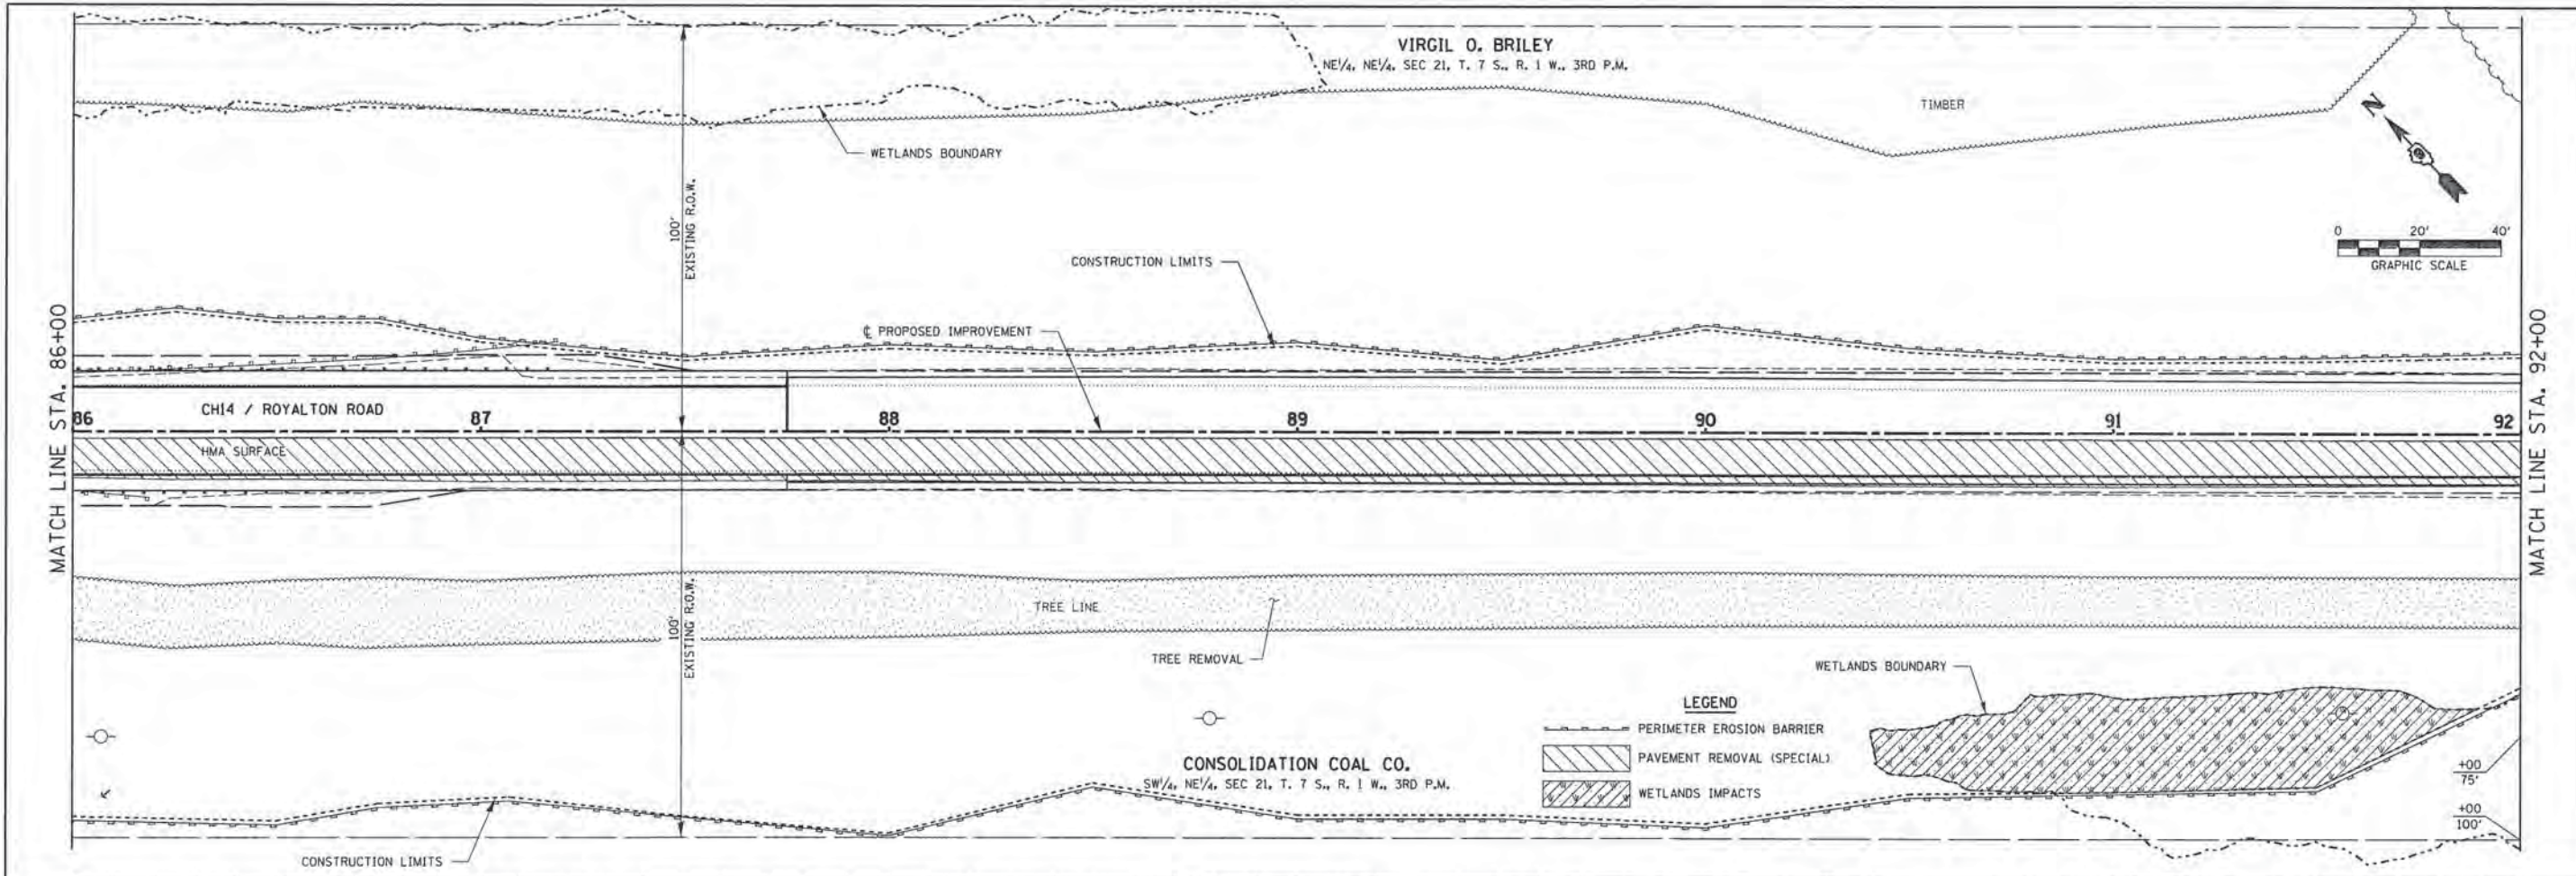 VIRGIL O. BRILEY
NE¼, NE¼, SEC 21, T. 7 S., R. 1 W., 3RD P.M.
TIMBER
N
WETLANDS BOUNDARY
100'
EXISTING R.O.W.
0 20' 40'
GRAPHIC SCALE
CONSTRUCTION LIMITS
℄ PROPOSED IMPROVEMENT
MATCH LINE STA. 86+00
MATCH LINE STA. 92+00
CH14 / ROYALTON ROAD
86 87 88 89 90 91 92
HMA SURFACE
TREE LINE
100'
EXISTING R.O.W.
TREE REMOVAL
WETLANDS BOUNDARY
LEGEND
PERIMETER EROSION BARRIER
PAVEMENT REMOVAL (SPECIAL)
WETLANDS IMPACTS
CONSOLIDATION COAL CO.
SW¼, NE¼, SEC 21, T. 7 S., R. 1 W., 3RD P.M.
+00
75'
+00
100'
CONSTRUCTION LIMITS